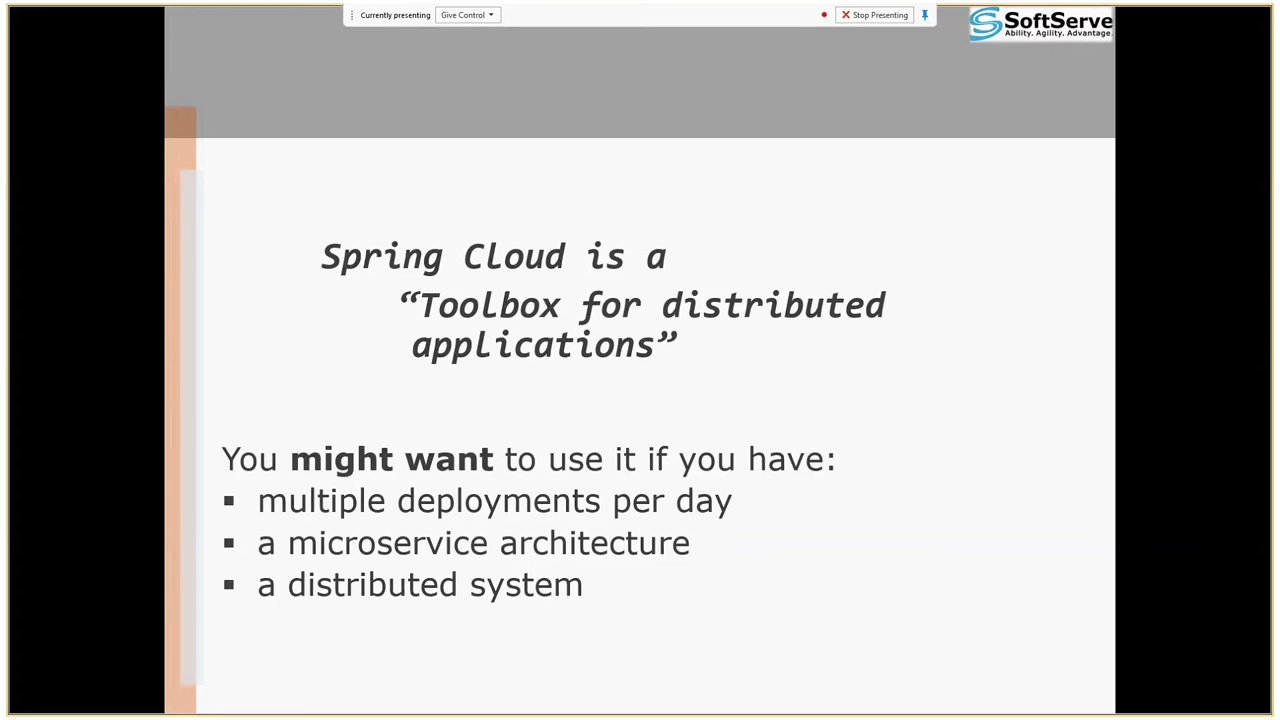 Currently presenting Give Control Stop Presenting
SoftServe
Ability. Agility. Advantage.
Spring Cloud is a
“Toolbox for distributed
applications”
You might want to use it if you have:
▪ multiple deployments per day
▪ a microservice architecture
▪ a distributed system